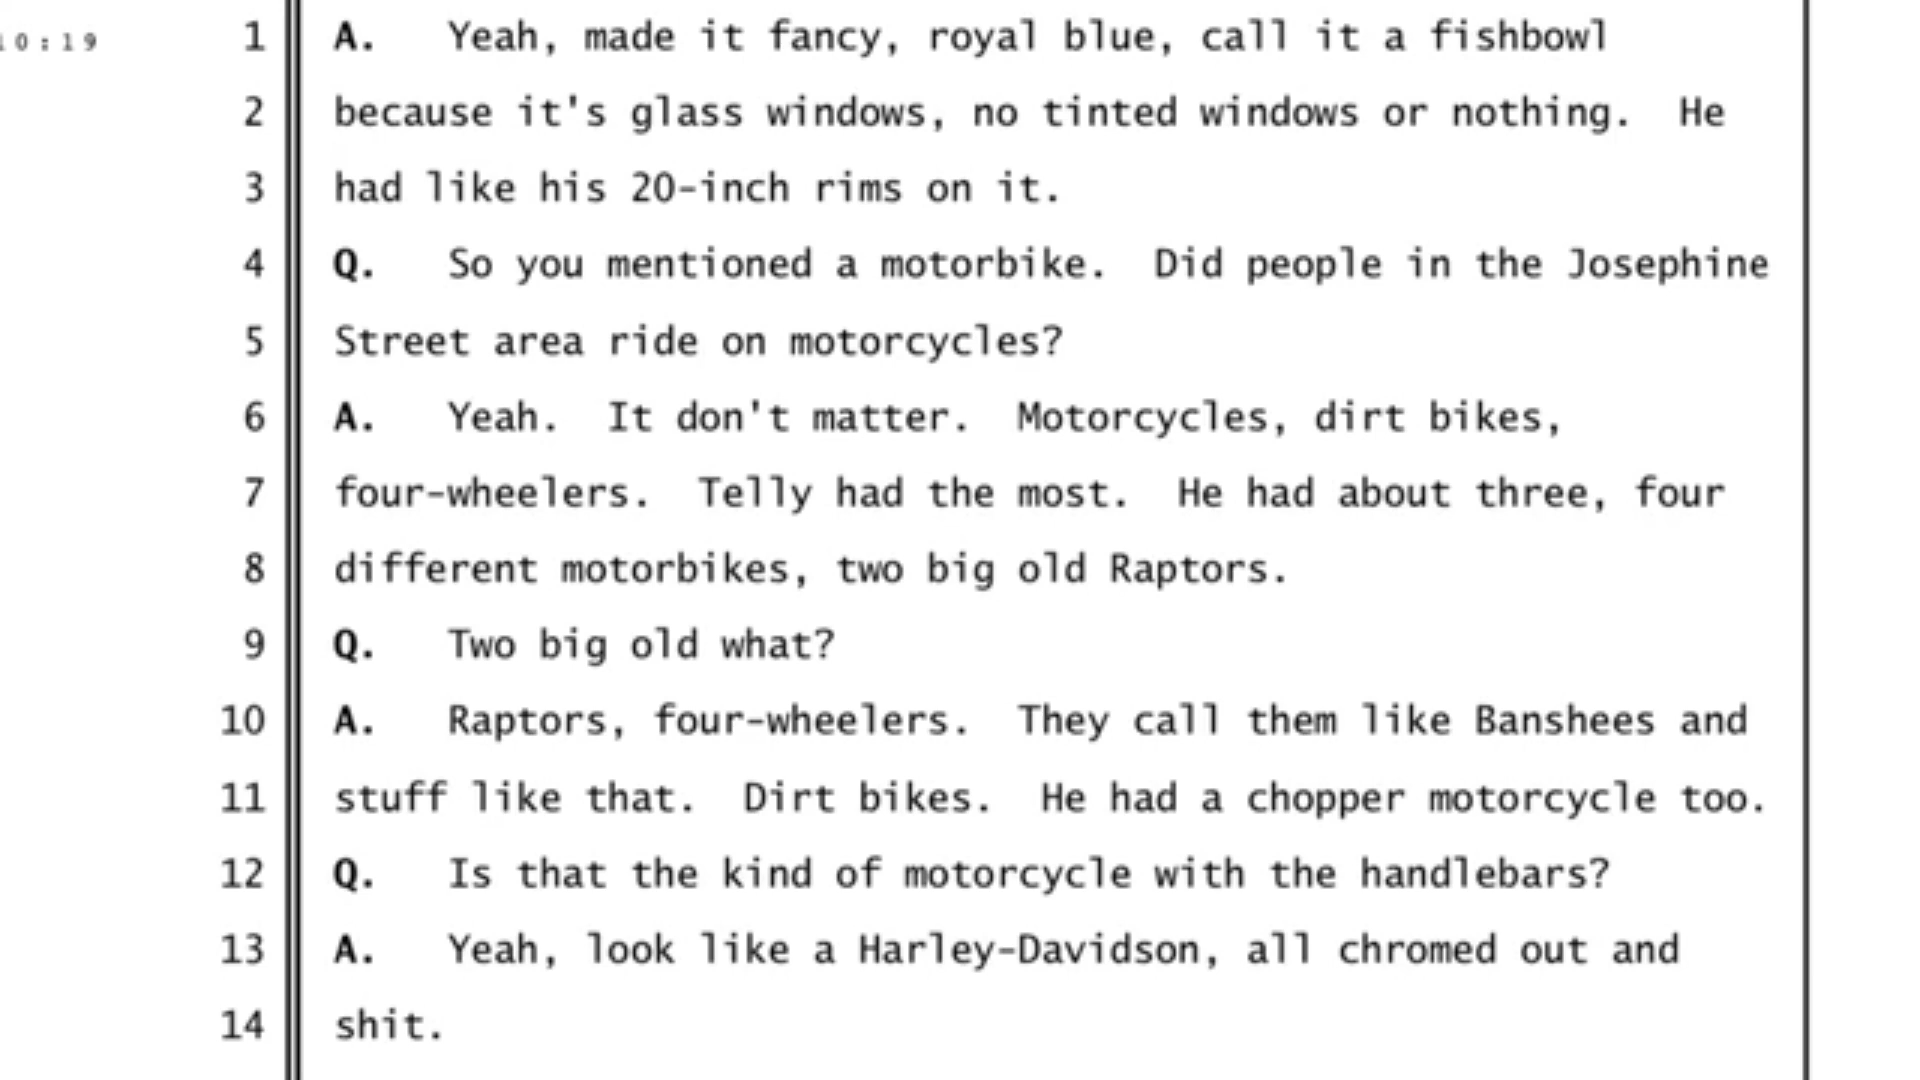 10:19
1 A. Yeah, made it fancy, royal blue, call it a fishbowl
2 because it's glass windows, no tinted windows or nothing. He
3 had like his 20-inch rims on it.
4 Q. So you mentioned a motorbike. Did people in the Josephine
5 Street area ride on motorcycles?
6 A. Yeah. It don't matter. Motorcycles, dirt bikes,
7 four-wheelers. Telly had the most. He had about three, four
8 different motorbikes, two big old Raptors.
9 Q. Two big old what?
10 A. Raptors, four-wheelers. They call them like Banshees and
11 stuff like that. Dirt bikes. He had a chopper motorcycle too.
12 Q. Is that the kind of motorcycle with the handlebars?
13 A. Yeah, look like a Harley-Davidson, all chromed out and
14 shit.